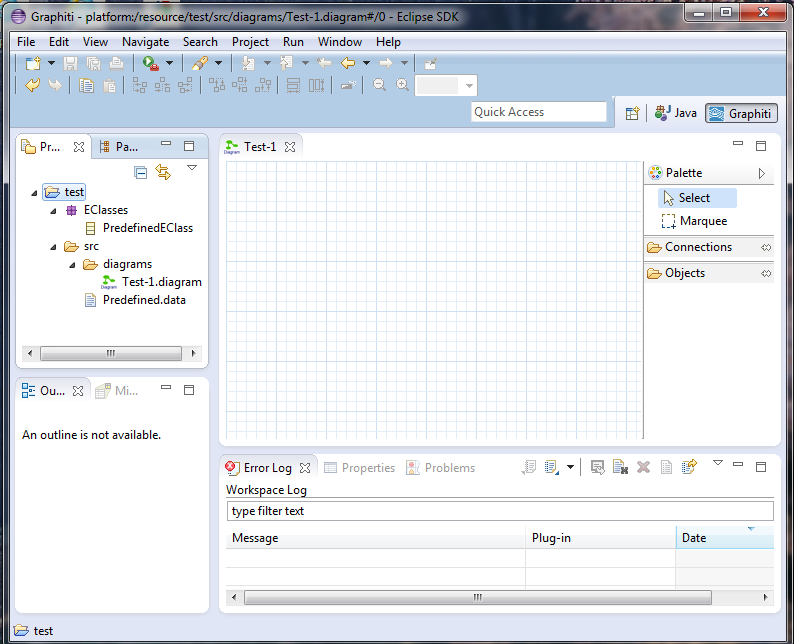 Graphiti - platform:/resource/test/src/diagrams/Test-1.diagram#/0 - Eclipse SDK
File Edit View Navigate Search Project Run Window Help
Quick Access
Java
Graphiti
Pr...
Pa...
test
EClasses
PredefinedEClass
src
diagrams
Test-1.diagram
Predefined.data
Test-1
Palette
Select
Marquee
Connections
Objects
Ou...
Mi...
An outline is not available.
Error Log
Properties
Problems
Workspace Log
type filter text
Message
Plug-in
Date
test